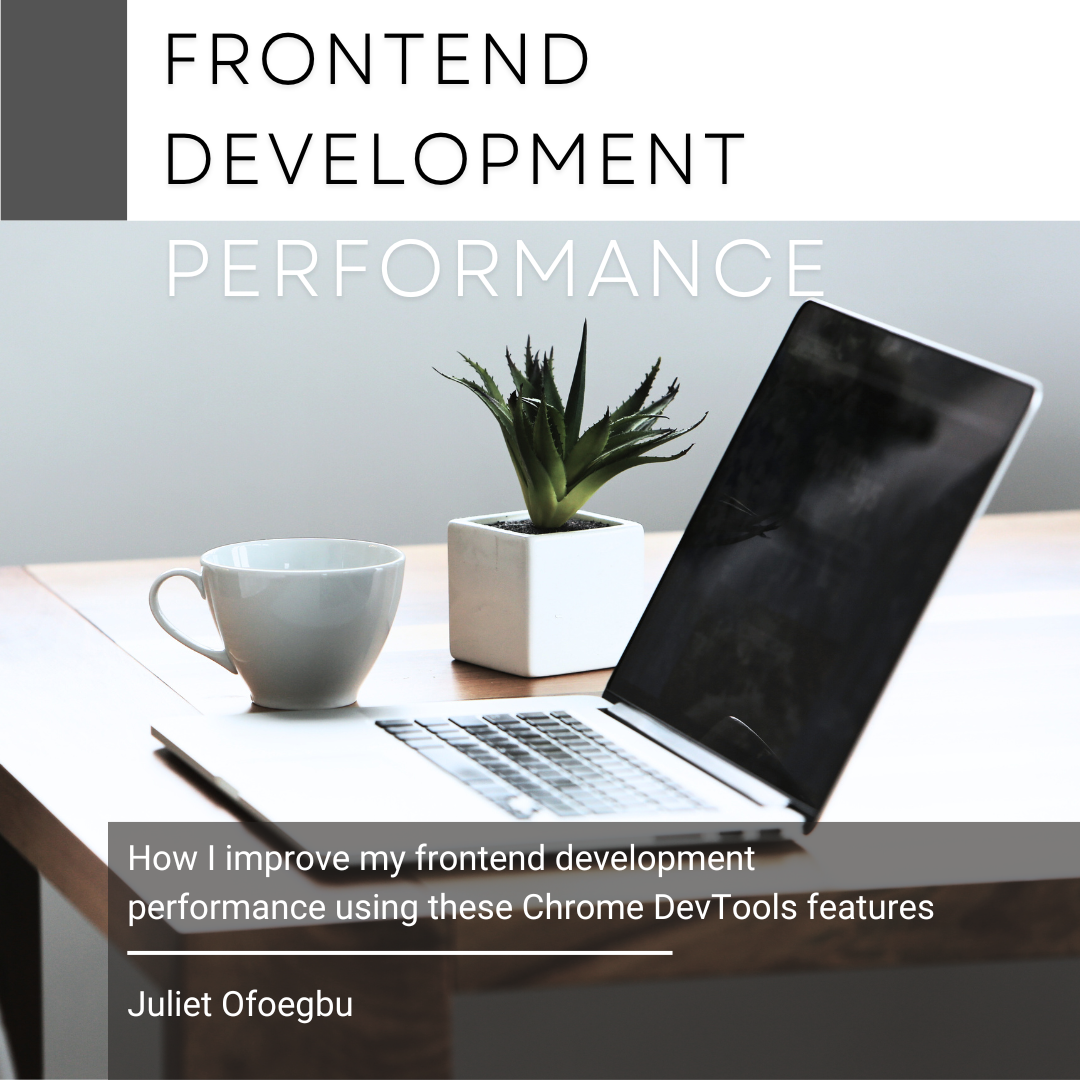 FRONTEND
DEVELOPMENT
PERFORMANCE
How I improve my frontend development
performance using these Chrome DevTools features
Juliet Ofoegbu